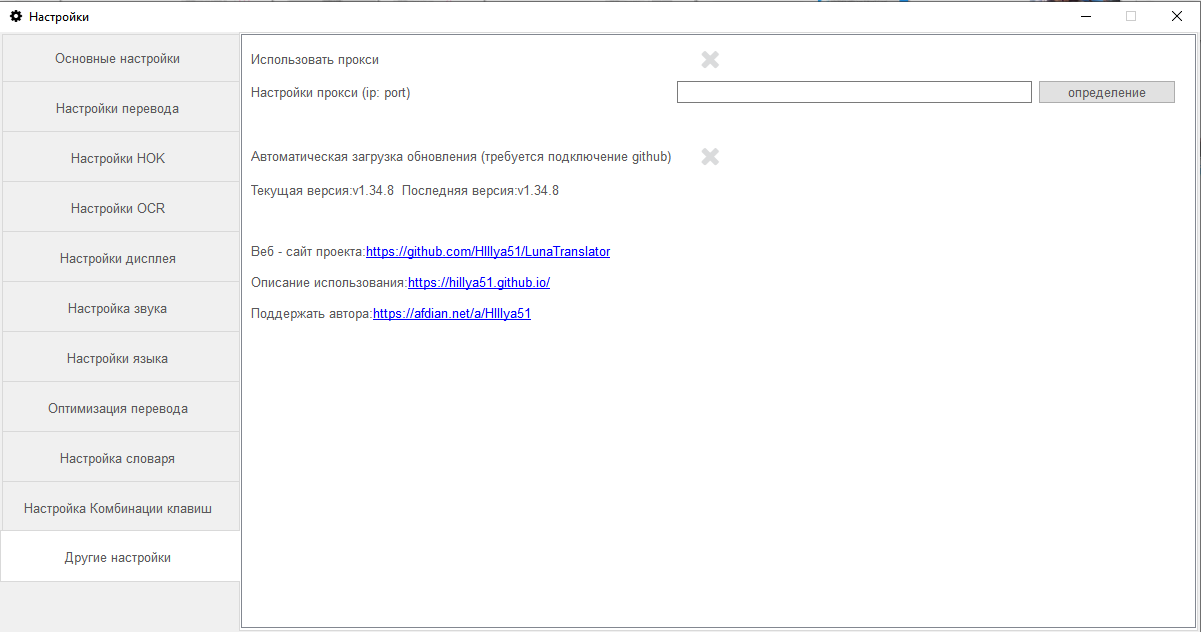 Настройки
Основные настройки
Настройки перевода
Настройки HOK
Настройки OCR
Настройки дисплея
Настройка звука
Настройки языка
Оптимизация перевода
Настройка словаря
Настройка Комбинации клавиш
Другие настройки
Использовать прокси
Настройки прокси (ip: port)
определение
Автоматическая загрузка обновления (требуется подключение github)
Текущая версия:v1.34.8 Последняя версия:v1.34.8
Веб - сайт проекта:https://github.com/HIllya51/LunaTranslator
Описание использования:https://hillya51.github.io/
Поддержать автора:https://afdian.net/a/HIllya51